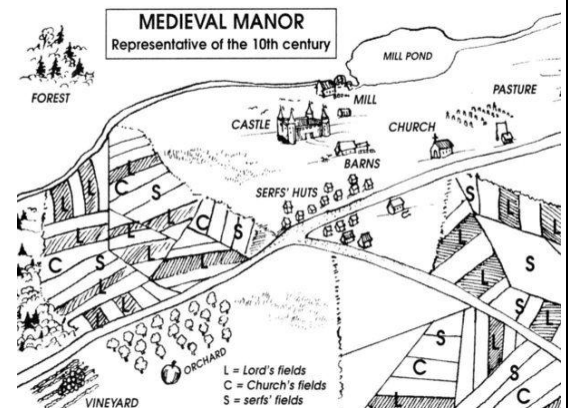 MEDIEVAL MANOR
Representative of the 10th century
MILL POND
FOREST
MILL
PASTURE
CASTLE
CHURCH
BARNS
SERFS' HUTS
S
L
L
L
L
C
S
L
C
S
L
S
L
C
S
L
L
S
L
S
C
L
L
S
C
ORCHARD
VINEYARD
L = Lord's fields
C = Church's fields
S = serfs' fields